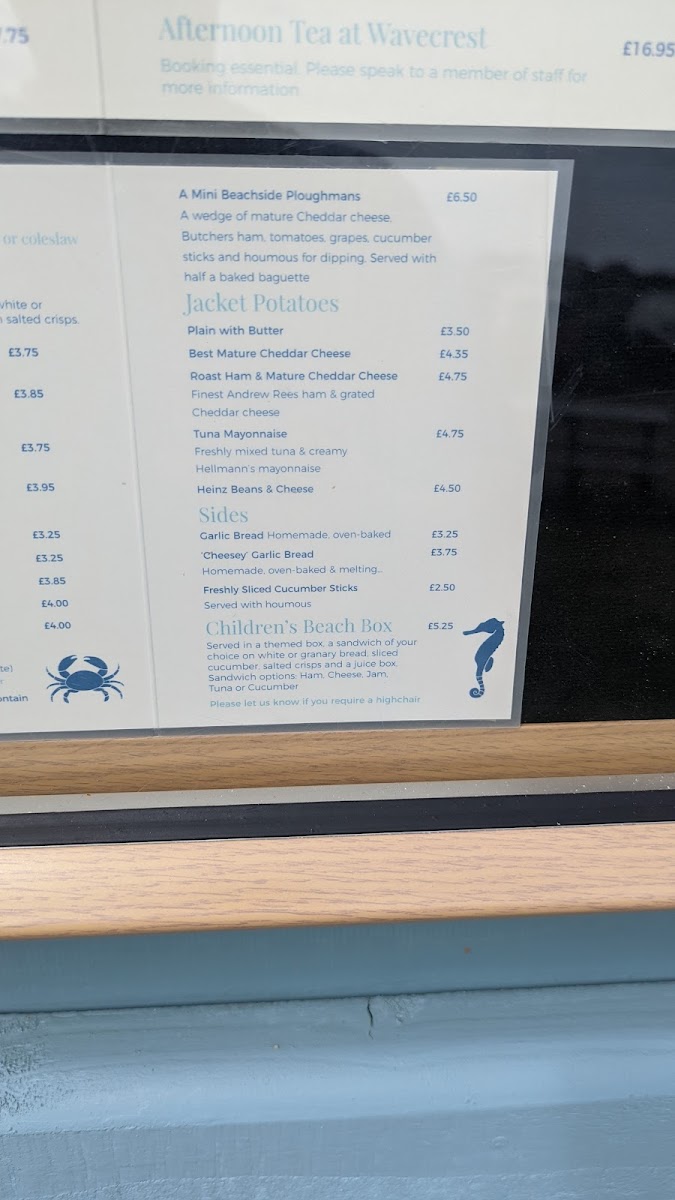 .75
Afternoon Tea at Wavecrest
£16.95
Booking essential. Please speak to a member of staff for
more information
or coleslaw
white or
salted crisps.
£3.75
£3.85
£3.75
£3.95
£3.25
£3.25
£3.85
£4.00
£4.00
A Mini Beachside Ploughmans £6.50
A wedge of mature Cheddar cheese.
Butchers ham, tomatoes, grapes, cucumber
sticks and houmous for dipping. Served with
half a baked baguette
Jacket Potatoes
Plain with Butter £3.50
Best Mature Cheddar Cheese £4.35
Roast Ham & Mature Cheddar Cheese £4.75
Finest Andrew Rees ham & grated
Cheddar cheese
Tuna Mayonnaise £4.75
Freshly mixed tuna & creamy
Hellmann's mayonnaise
Heinz Beans & Cheese £4.50
Sides
Garlic Bread Homemade, oven-baked £3.25
'Cheesey' Garlic Bread £3.75
Homemade, oven-baked & melting...
Freshly Sliced Cucumber Sticks £2.50
Served with houmous
Children's Beach Box £5.25
Served in a themed box, a sandwich of your
choice on white or granary bread, sliced
cucumber, salted crisps and a juice box.
Sandwich options: Ham, Cheese, Jam,
Tuna or Cucumber
Please let us know if you require a highchair